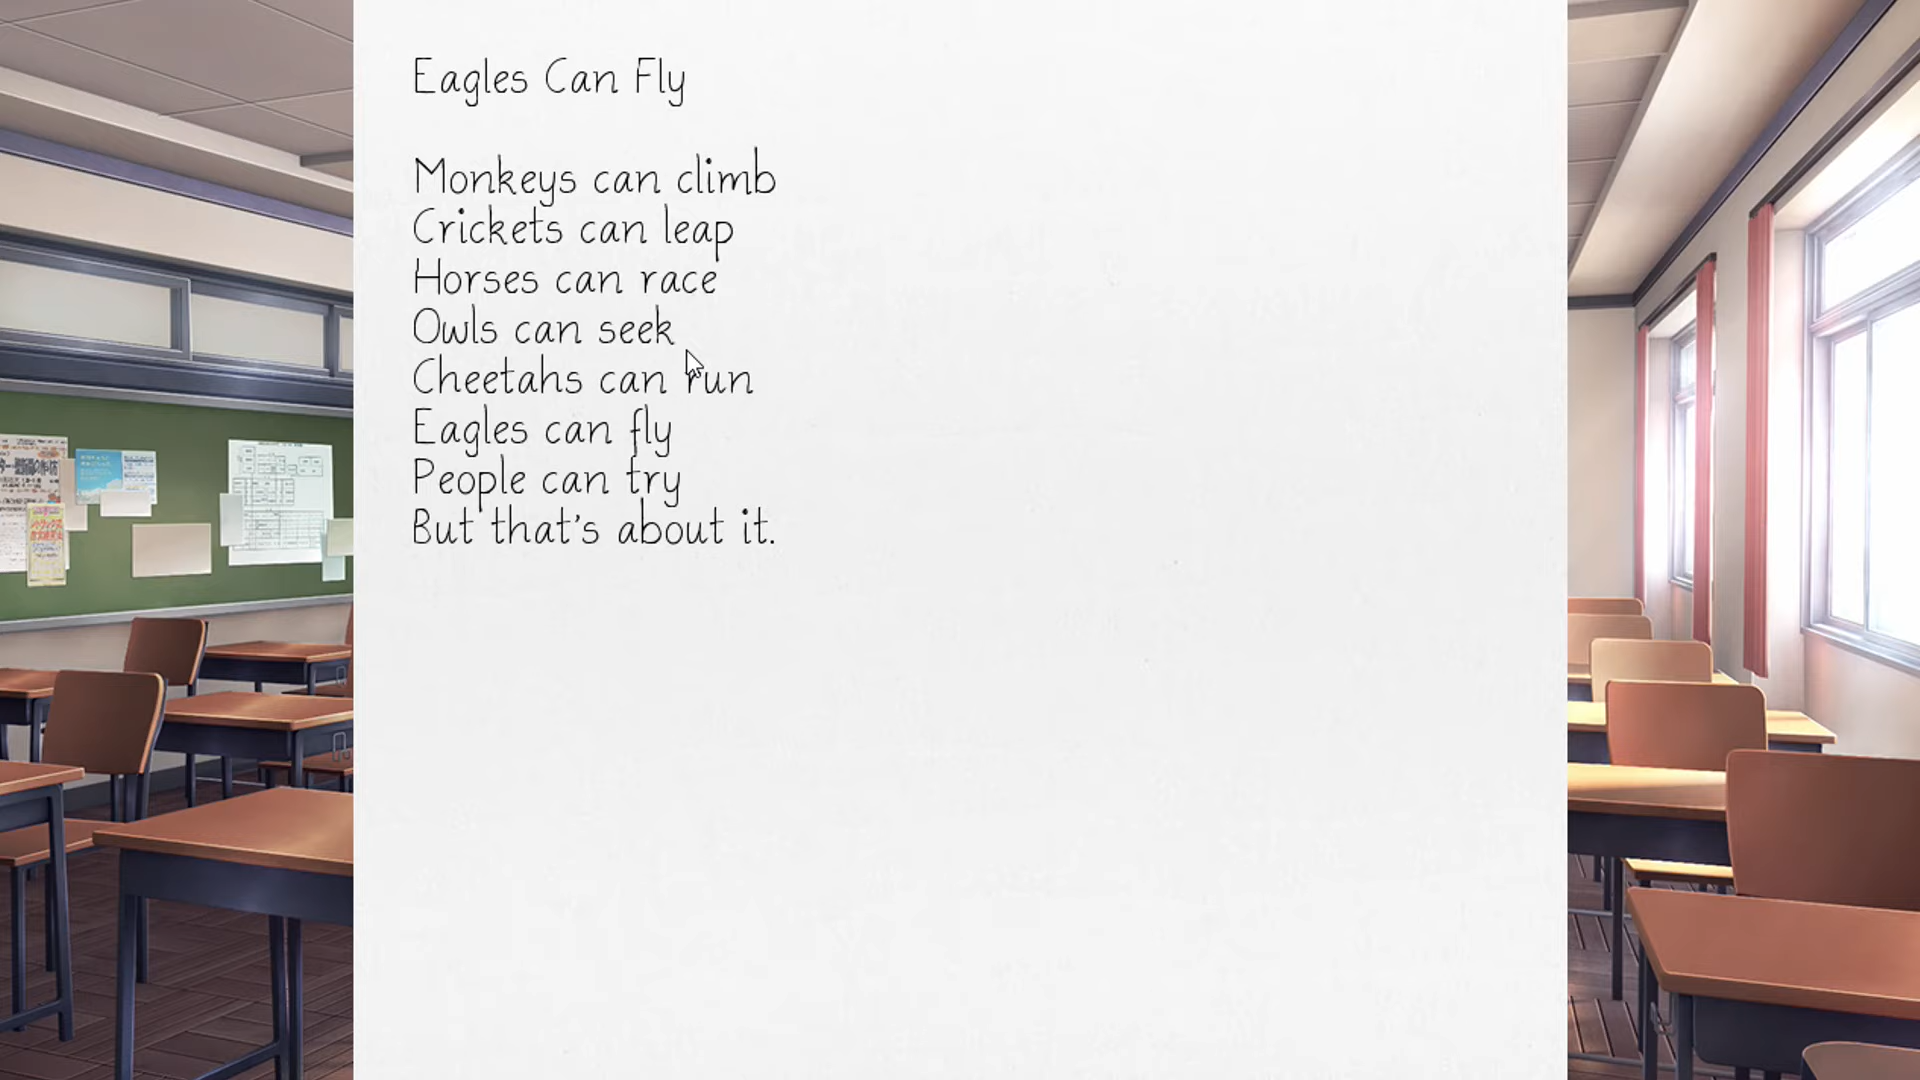 Eagles Can Fly
Monkeys can climb
Crickets can leap
Horses can race
Owls can seek
Cheetahs can run
Eagles can fly
People can try
But that's about it.